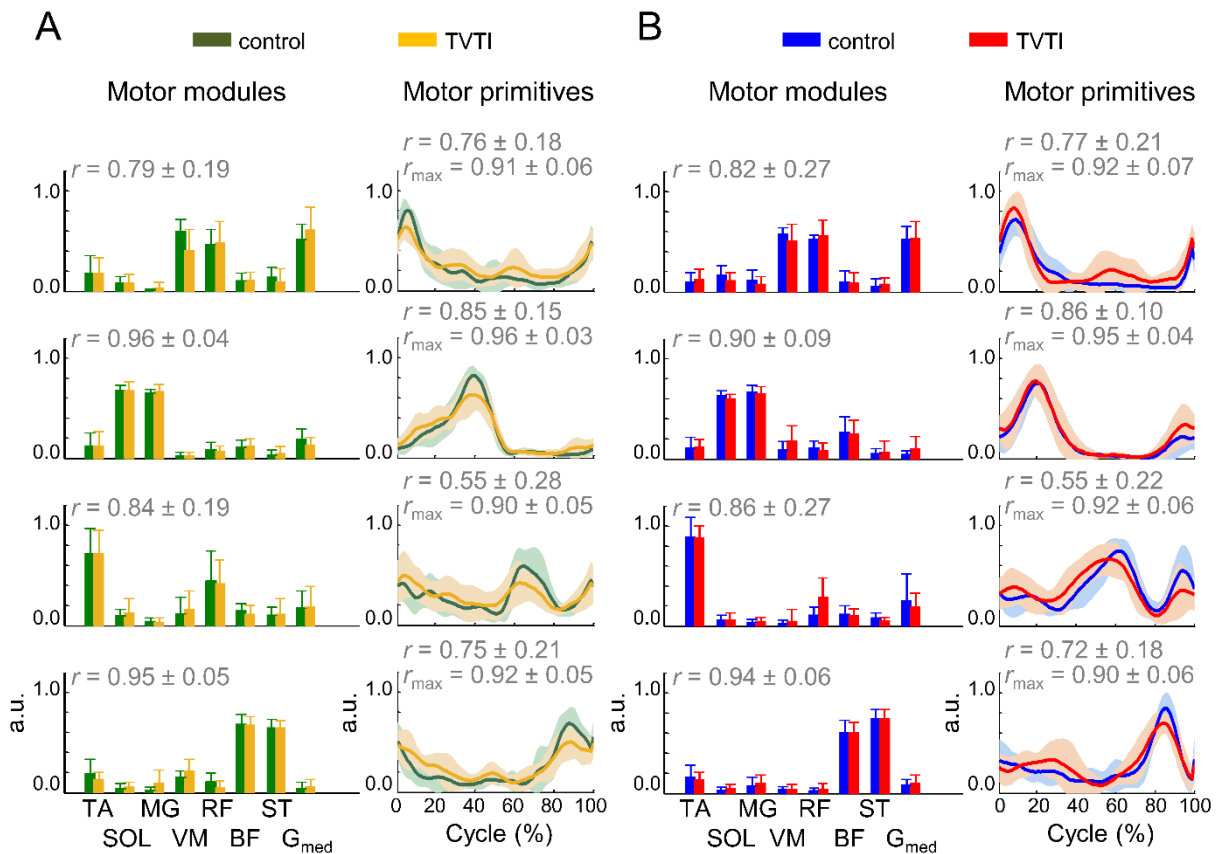 A
control
TVTI
B
control
TVTI
Motor modules
Motor primitives
Motor modules
Motor primitives
r = 0.79 ± 0.19
r = 0.76 ± 0.18
rmax = 0.91 ± 0.06
r = 0.82 ± 0.27
r = 0.77 ± 0.21
rmax = 0.92 ± 0.07
1.0
0.0
1.0
0.0
1.0
0.0
1.0
0.0
r = 0.96 ± 0.04
r = 0.85 ± 0.15
rmax = 0.96 ± 0.03
r = 0.90 ± 0.09
r = 0.86 ± 0.10
rmax = 0.95 ± 0.04
1.0
0.0
1.0
0.0
1.0
0.0
1.0
0.0
r = 0.84 ± 0.19
r = 0.55 ± 0.28
rmax = 0.90 ± 0.05
r = 0.86 ± 0.27
r = 0.55 ± 0.22
rmax = 0.92 ± 0.06
1.0
0.0
1.0
0.0
1.0
0.0
1.0
0.0
r = 0.95 ± 0.05
r = 0.75 ± 0.21
rmax = 0.92 ± 0.05
r = 0.94 ± 0.06
r = 0.72 ± 0.18
rmax = 0.90 ± 0.06
1.0
a.u.
0.0
1.0
a.u.
0.0
1.0
a.u.
0.0
1.0
a.u.
0.0
TA MG RF ST
SOL VM BF Gmed
0 20 40 60 80 100
Cycle (%)
TA MG RF ST
SOL VM BF Gmed
0 20 40 60 80 100
Cycle (%)